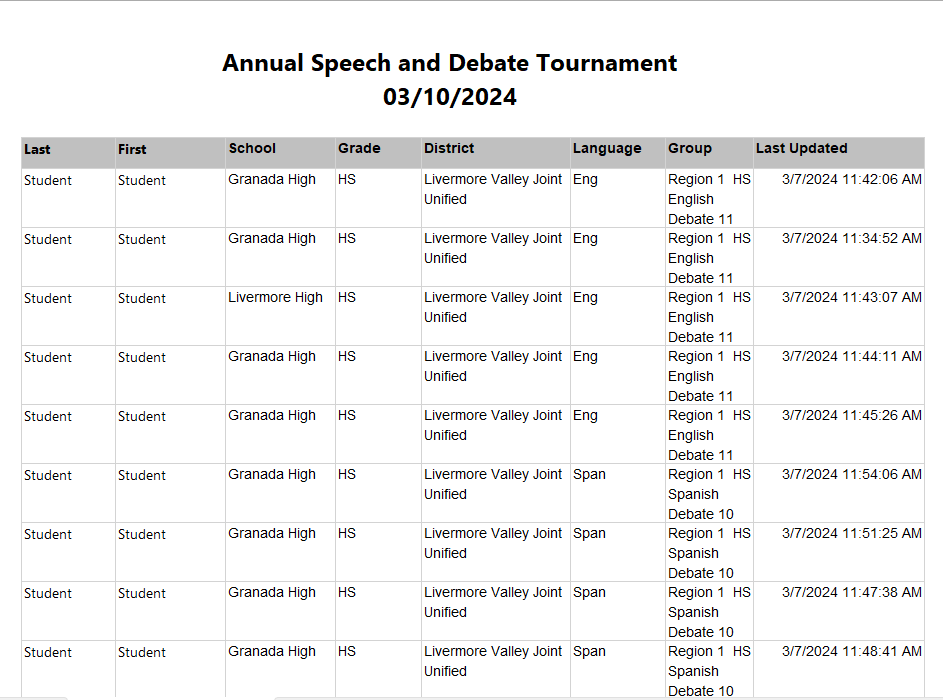 Annual Speech and Debate Tournament
03/10/2024
Last First School Grade District Language Group Last Updated
Student Student Granada High HS Livermore Valley Joint Eng Region 1 HS 3/7/2024 11:42:06 AM
Unified English
Debate 11
Student Student Granada High HS Livermore Valley Joint Eng Region 1 HS 3/7/2024 11:34:52 AM
Unified English
Debate 11
Student Student Livermore High HS Livermore Valley Joint Eng Region 1 HS 3/7/2024 11:43:07 AM
Unified English
Debate 11
Student Student Granada High HS Livermore Valley Joint Eng Region 1 HS 3/7/2024 11:44:11 AM
Unified English
Debate 11
Student Student Granada High HS Livermore Valley Joint Eng Region 1 HS 3/7/2024 11:45:26 AM
Unified English
Debate 11
Student Student Granada High HS Livermore Valley Joint Span Region 1 HS 3/7/2024 11:54:06 AM
Unified Spanish
Debate 10
Student Student Granada High HS Livermore Valley Joint Span Region 1 HS 3/7/2024 11:51:25 AM
Unified Spanish
Debate 10
Student Student Granada High HS Livermore Valley Joint Span Region 1 HS 3/7/2024 11:47:38 AM
Unified Spanish
Debate 10
Student Student Granada High HS Livermore Valley Joint Span Region 1 HS 3/7/2024 11:48:41 AM
Unified Spanish
Debate 10